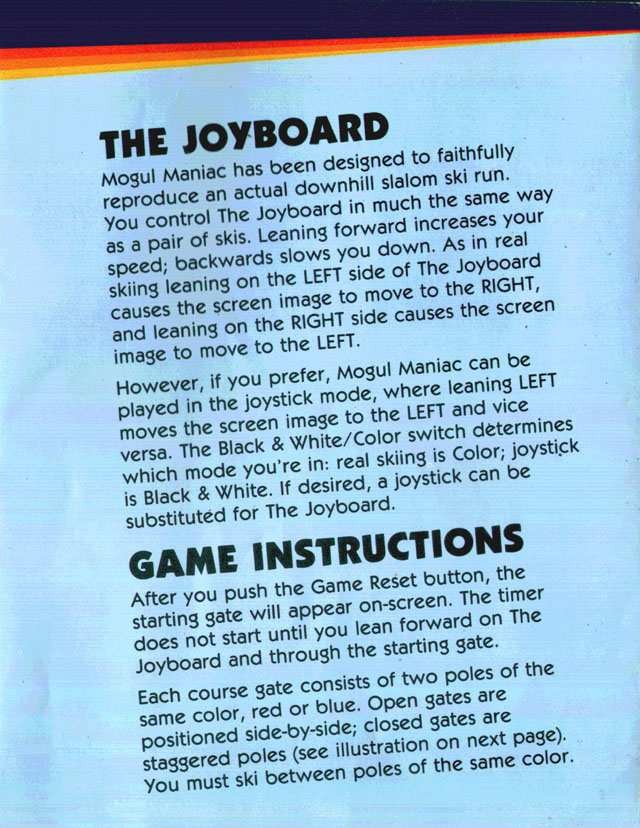 THE JOYBOARD
Mogul Maniac has been designed to faithfully
reproduce an actual downhill slalom ski run.
You control The Joyboard in much the same way
as a pair of skis. Leaning forward increases your
speed; backwards slows you down. As in real
skiing leaning on the LEFT side of The Joyboard
causes the screen image to move to the RIGHT,
and leaning on the RIGHT side causes the screen
image to move to the LEFT.
However, if you prefer, Mogul Maniac can be
played in the joystick mode, where leaning LEFT
moves the screen image to the LEFT and vice
versa. The Black & White/Color switch determines
which mode you're in: real skiing is Color; joystick
is Black & White. If desired, a joystick can be
substituted for The Joyboard.
GAME INSTRUCTIONS
After you push the Game Reset button, the
starting gate will appear on-screen. The timer
does not start until you lean forward on The
Joyboard and through the starting gate.
Each course gate consists of two poles of the
same color, red or blue. Open gates are
positioned side-by-side; closed gates are
staggered poles (see illustration on next page).
You must ski between poles of the same color.